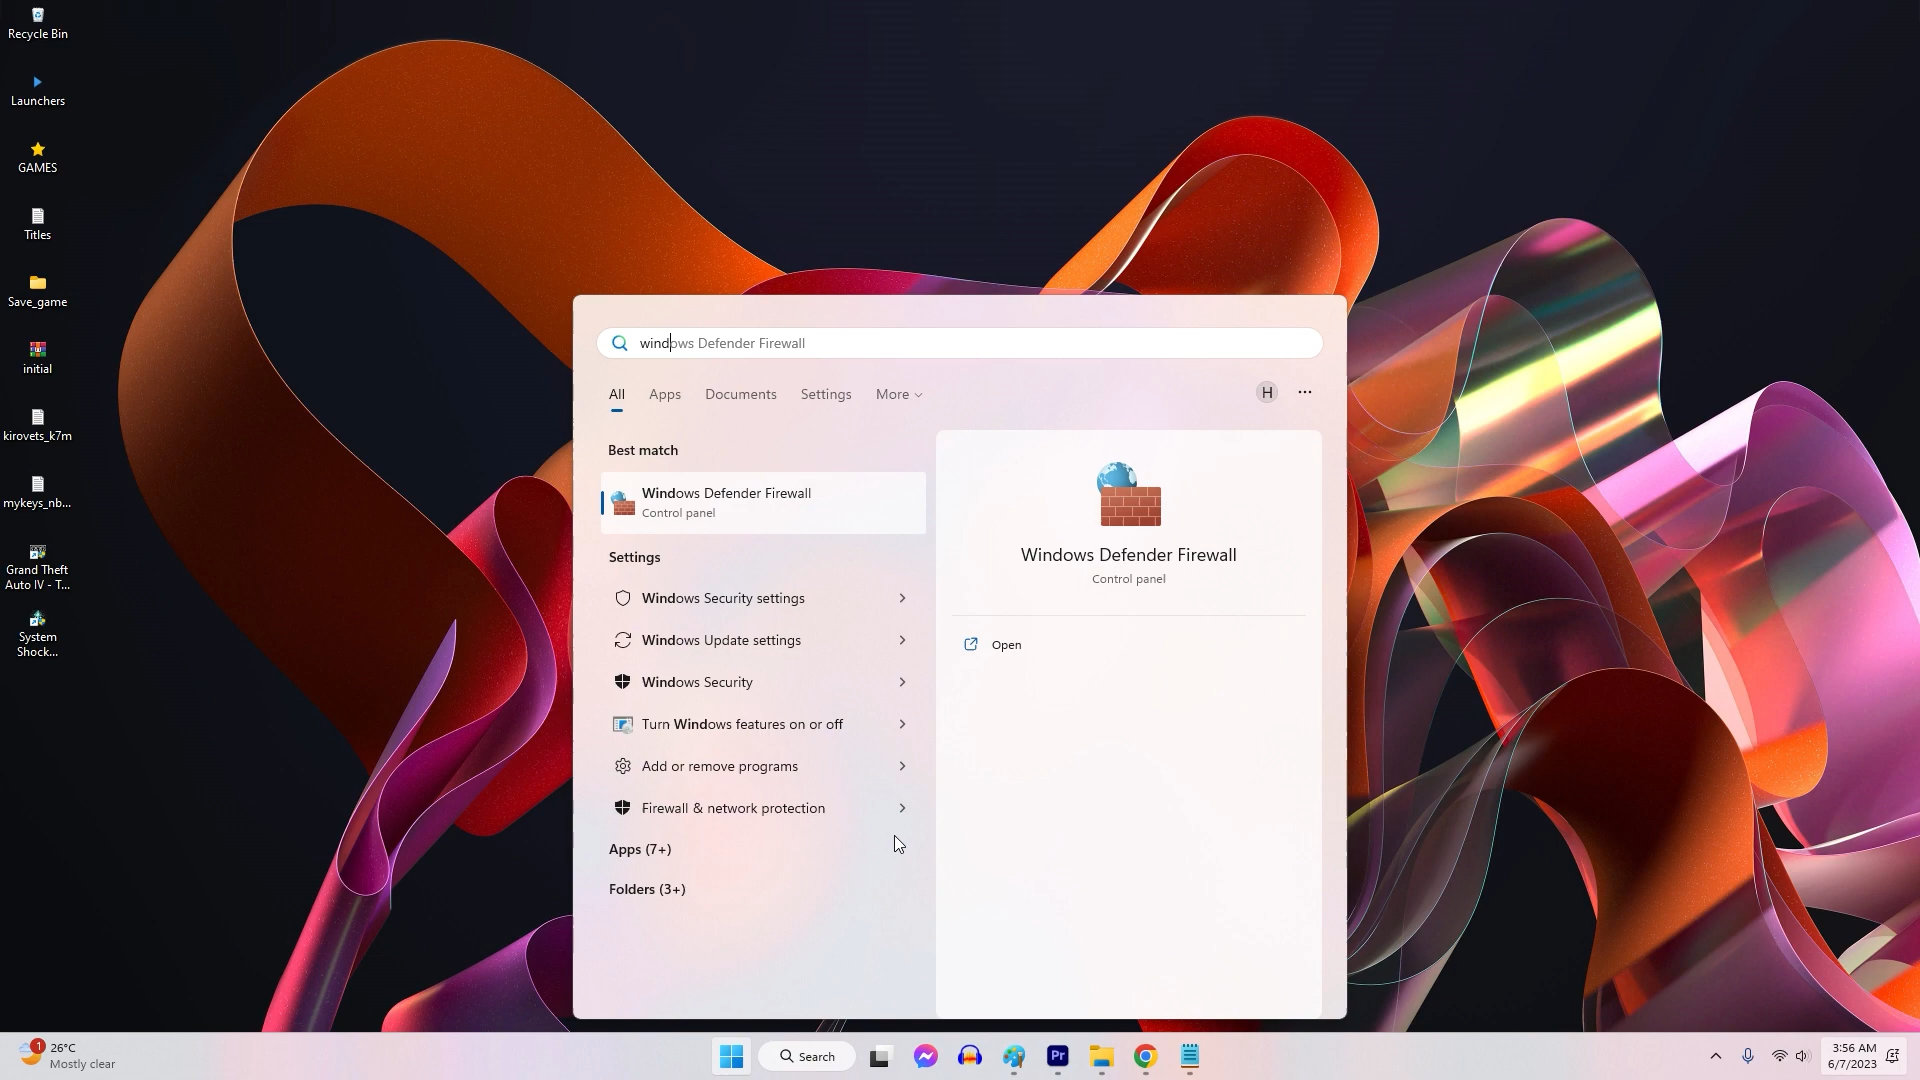 Recycle Bin
Launchers
GAMES
Titles
Save_game
initial
kirovets_k7m
mykeys_nb...
Grand Theft
Auto IV - T...
System
Shock...
windows Defender Firewall
All
Apps
Documents
Settings
More
H
Best match
Windows Defender Firewall
Control panel
Settings
Windows Security settings
Windows Update settings
Windows Security
Turn Windows features on or off
Add or remove programs
Firewall & network protection
Apps (7+)
Folders (3+)
Windows Defender Firewall
Control panel
Open
1
26°C
Mostly clear
Search
Pr
3:56 AM
6/7/2023